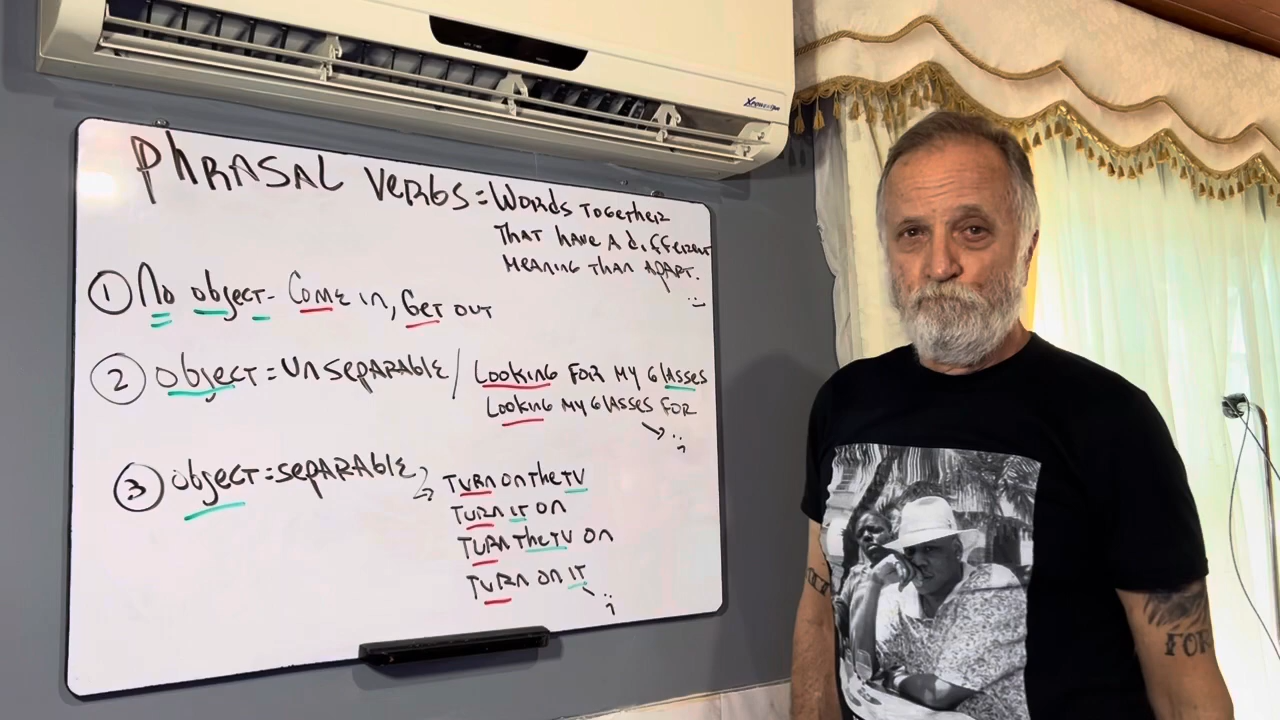 PHRASAL VERBS = WORDS TOGETHER
THAT HAVE A DIFFERENT
MEANING THAN APART.
① NO object - COME IN, GET OUT
② object = UNSEPARABLE / LOOKING FOR MY GLASSES
LOOKING MY GLASSES FOR
③ object = SEPARABLE
TURN ON THE TV
TURN IT ON
TURN THE TV ON
TURN ON IT
FOR